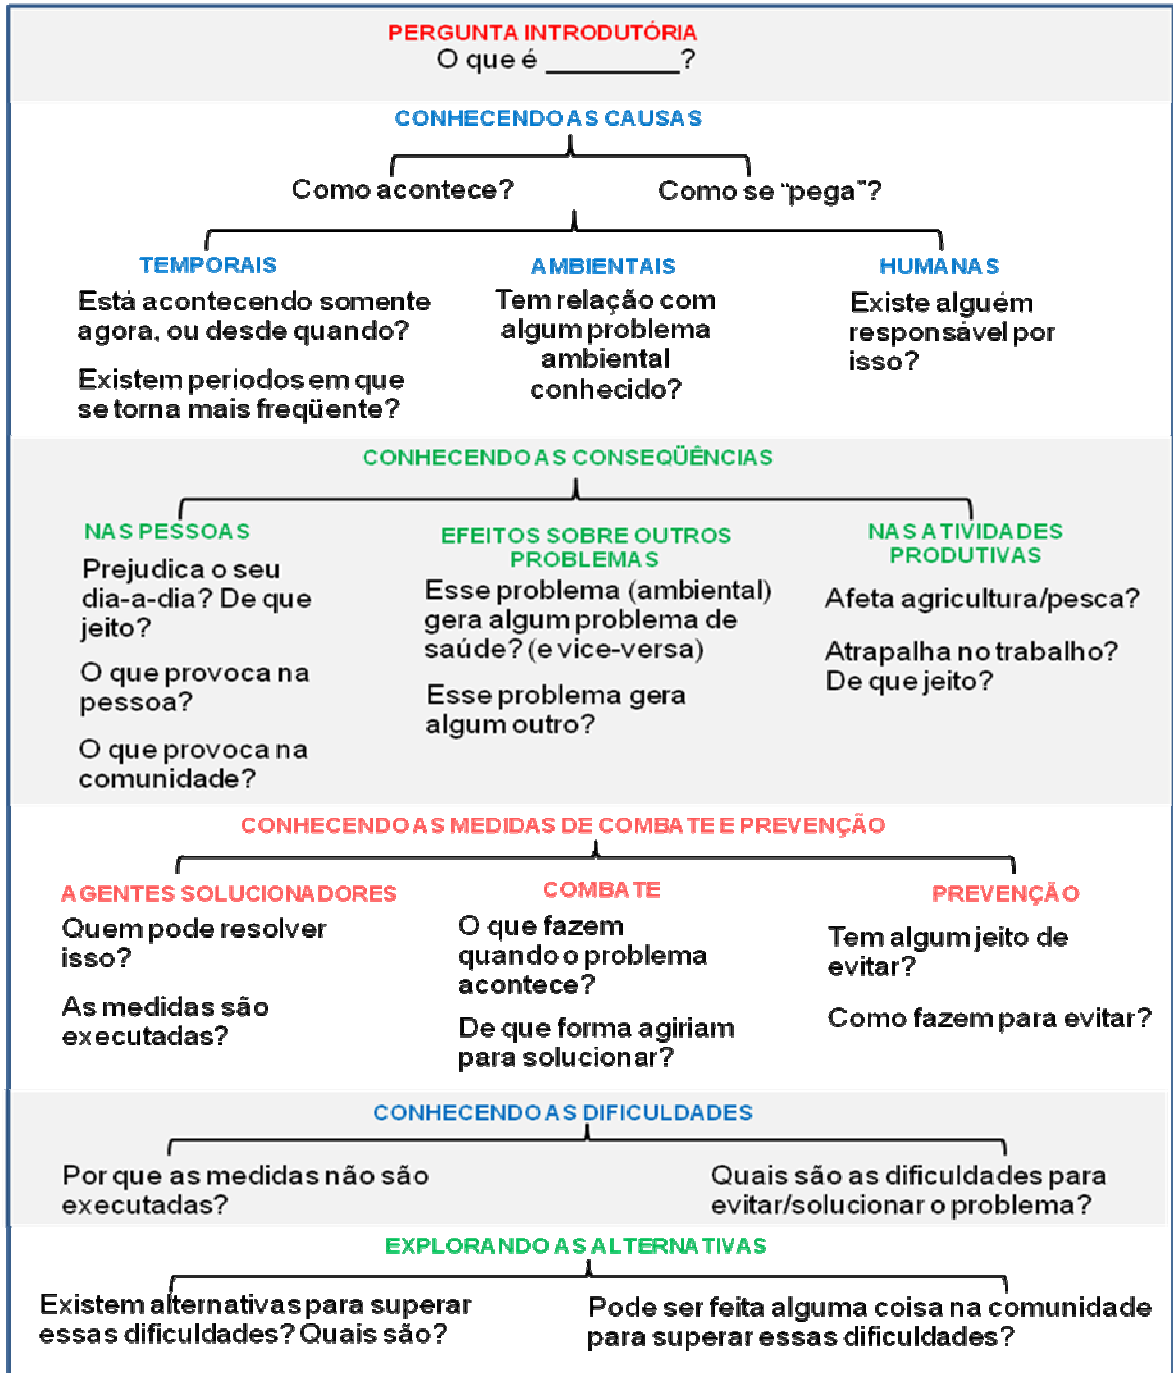 PERGUNTA INTRODUTÓRIA
O que é __________?
CONHECENDO AS CAUSAS
Como acontece?
Como se "pega"?
TEMPORAIS
Está acontecendo somente
agora, ou desde quando?
Existem períodos em que
se torna mais freqüente?
AMBIENTAIS
Tem relação com
algum problema
ambiental
conhecido?
HUMANAS
Existe alguém
responsável por
isso?
CONHECENDO AS CONSEQÜÊNCIAS
NAS PESSOAS
Prejudica o seu
dia-a-dia? De que
jeito?
O que provoca na
pessoa?
O que provoca na
comunidade?
EFEITOS SOBRE OUTROS
PROBLEMAS
Esse problema (ambiental)
gera algum problema de
saúde? (e vice-versa)
Esse problema gera
algum outro?
NAS ATIVIDADES
PRODUTIVAS
Afeta agricultura/pesca?
Atrapalha no trabalho?
De que jeito?
CONHECENDO AS MEDIDAS DE COMBATE E PREVENÇÃO
AGENTES SOLUCIONADORES
Quem pode resolver
isso?
As medidas são
executadas?
COMBATE
O que fazem
quando o problema
acontece?
De que forma agiriam
para solucionar?
PREVENÇÃO
Tem algum jeito de
evitar?
Como fazem para evitar?
CONHECENDO AS DIFICULDADES
Por que as medidas não são
executadas?
Quais são as dificuldades para
evitar/solucionar o problema?
EXPLORANDO AS ALTERNATIVAS
Existem alternativas para superar
essas dificuldades? Quais são?
Pode ser feita alguma coisa na comunidade
para superar essas dificuldades?